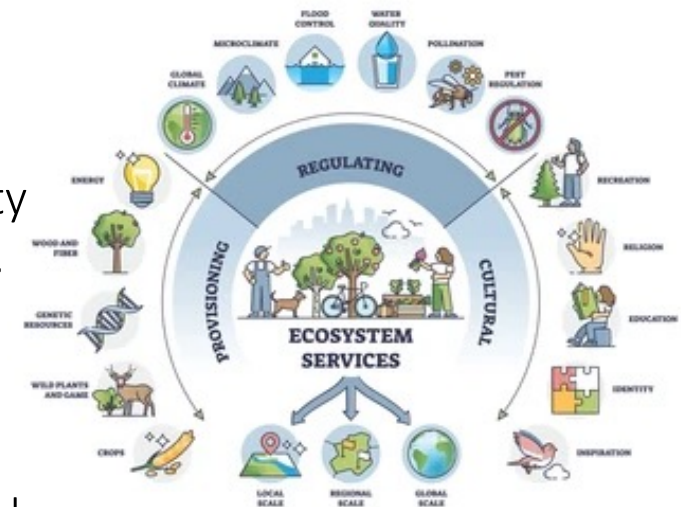 FLOOD
CONTROL
WATER
QUALITY
MICROCLIMATE
POLLINATION
GLOBAL
CLIMATE
PEST
REGULATION
REGULATING
ENERGY
RECREATION
ty
WOOD AND
FIBER
RELIGION
PROVISIONING
CULTURAL
GENETIC
RESOURCES
EDUCATION
ECOSYSTEM
SERVICES
WILD PLANTS
AND GAME
IDENTITY
CROPS
INSPIRATION
LOCAL
SCALE
REGIONAL
SCALE
GLOBAL
SCALE